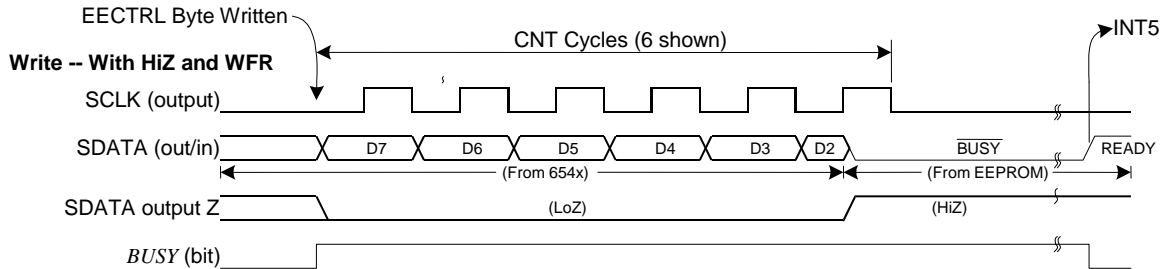 EECTRL Byte Written
INT5
CNT Cycles (6 shown)
Write -- With HiZ and WFR
SCLK (output)
SDATA (out/in)
D7
D6
D5
D4
D3
D2
BUSY
READY
(From 654x)
(From EEPROM)
SDATA output Z
(LoZ)
(HiZ)
BUSY (bit)